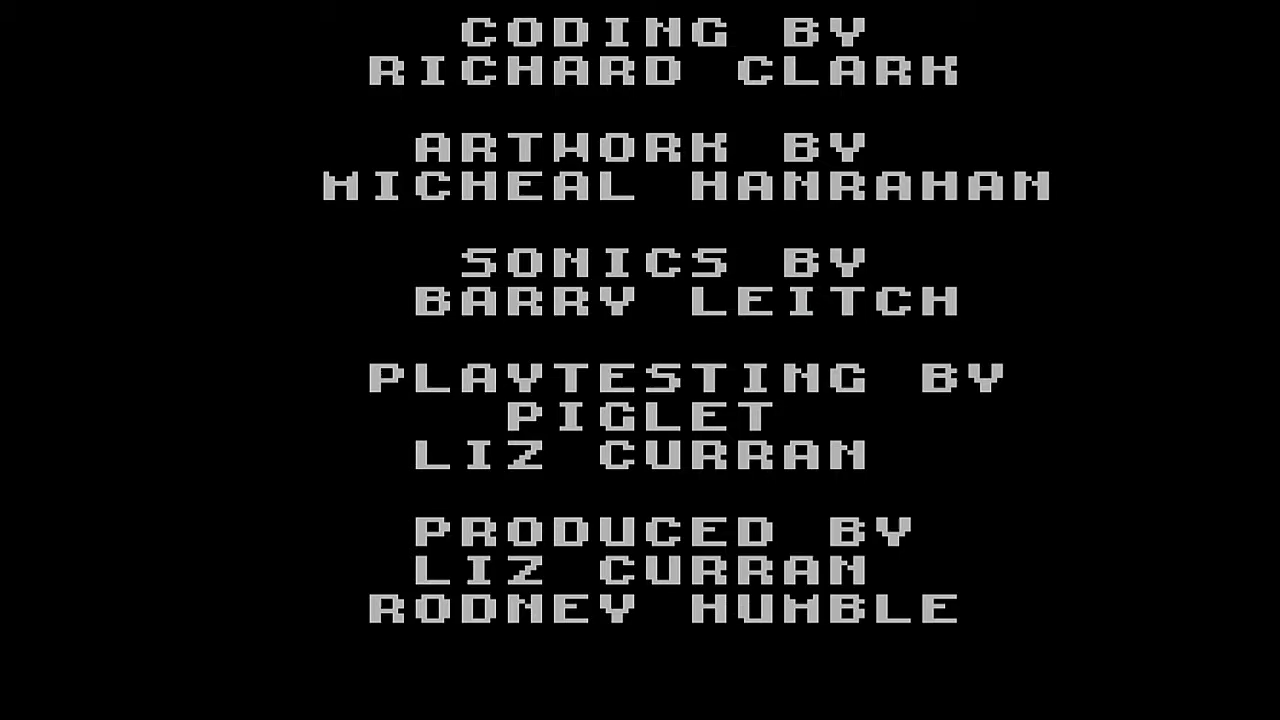 CODING BY
RICHARD CLARK
ARTWORK BY
MICHEAL HANRAHAN
SONICS BY
BARRY LEITCH
PLAYTESTING BY
PIGLET
LIZ CURRAN
PRODUCED BY
LIZ CURRAN
RODNEY HUMBLE